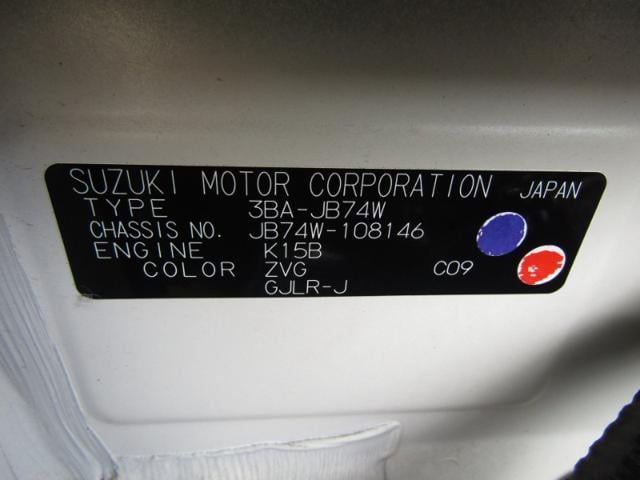 SUZUKI MOTOR CORPORATION JAPAN
TYPE 3BA-JB74W
CHASSIS NO. JB74W-108146
ENGINE K15B
COLOR ZVG C09
GJLR-J